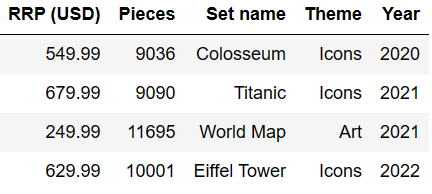 RRP (USD) Pieces Set name Theme Year
549.99 9036 Colosseum Icons 2020
679.99 9090 Titanic Icons 2021
249.99 11695 World Map Art 2021
629.99 10001 Eiffel Tower Icons 2022